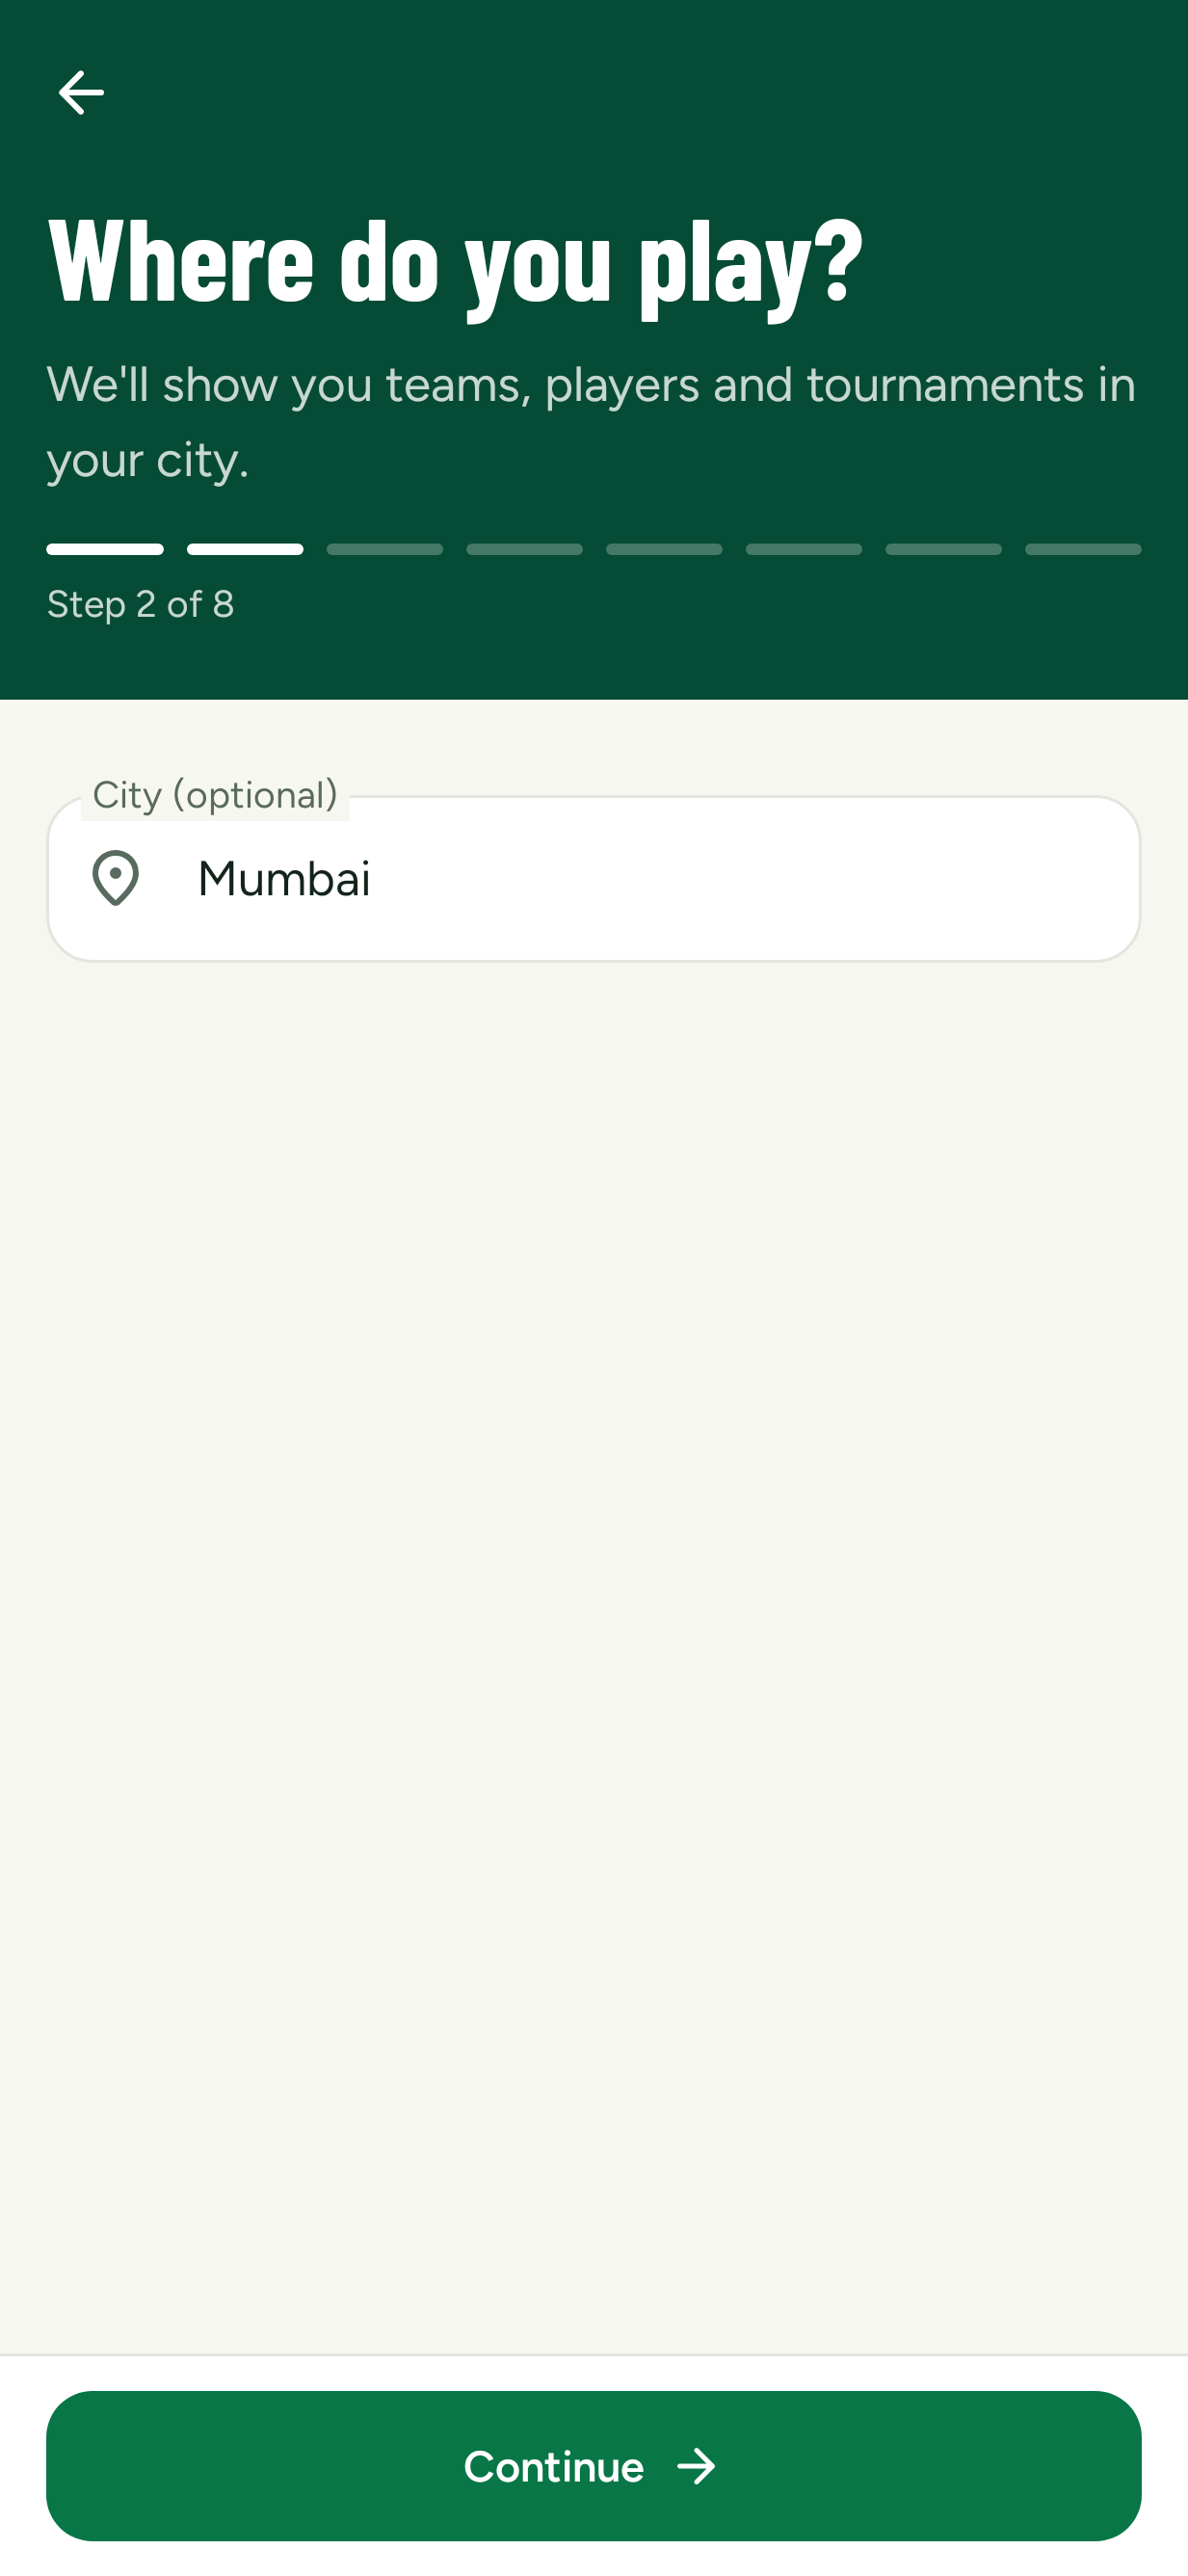 Where do you play?
We'll show you teams, players and tournaments in
your city.
Step 2 of 8
City (optional)
Mumbai
Continue